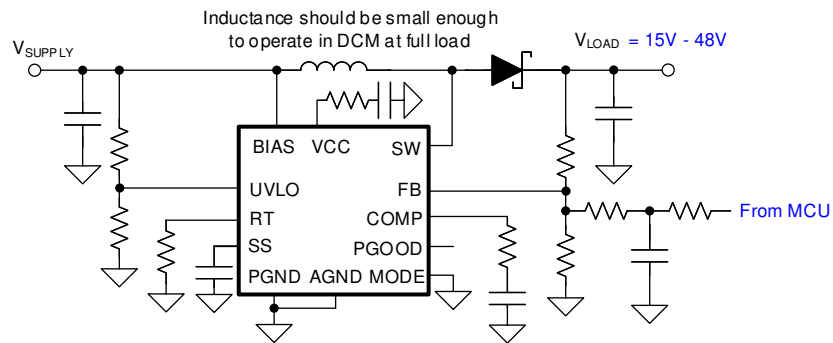 Inductance should be small enough
to operate in DCM at full load
VSUPPLY
VLOAD = 15V - 48V
BIAS VCC SW
UVLO FB
RT COMP
SS PGOOD
PGND AGND MODE
From MCU